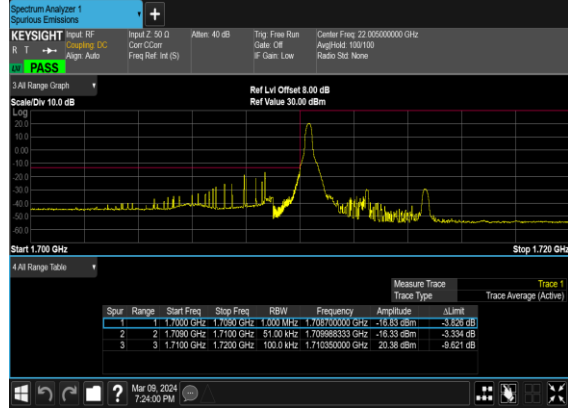 Spectrum Analyzer 1
Spurious Emissions
KEYSIGHT Input: RF Input Z: 50 Ω Atten: 40 dB Trig: Free Run Center Freq: 22.005000000 GHz
R T Coupling: DC Corr CCorr Gate: Off Avg|Hold: 100/100
Align: Auto Freq Ref: Int (S) IF Gain: Low Radio Std: None
PASS
3 All Range Graph Ref Lvl Offset 8.00 dB
Scale/Div 10.0 dB Ref Value 30.00 dBm
Log
20.0
10.0
0.00
-10.0
-20.0
-30.0
-40.0
-50.0
-60.0
Start 1.700 GHz Stop 1.720 GHz
4 All Range Table
Measure Trace Trace 1
Trace Type Trace Average (Active)
Spur Range Start Freq Stop Freq RBW Frequency Amplitude ΔLimit
1 1 1.7000 GHz 1.7090 GHz 1.000 MHz 1.708700000 GHz -16.83 dBm -3.826 dB
2 2 1.7090 GHz 1.7100 GHz 51.00 kHz 1.709988333 GHz -16.33 dBm -3.334 dB
3 3 1.7100 GHz 1.7200 GHz 100.0 kHz 1.710350000 GHz 20.38 dBm -9.621 dB
? Mar 09, 2024
7:24:00 PM